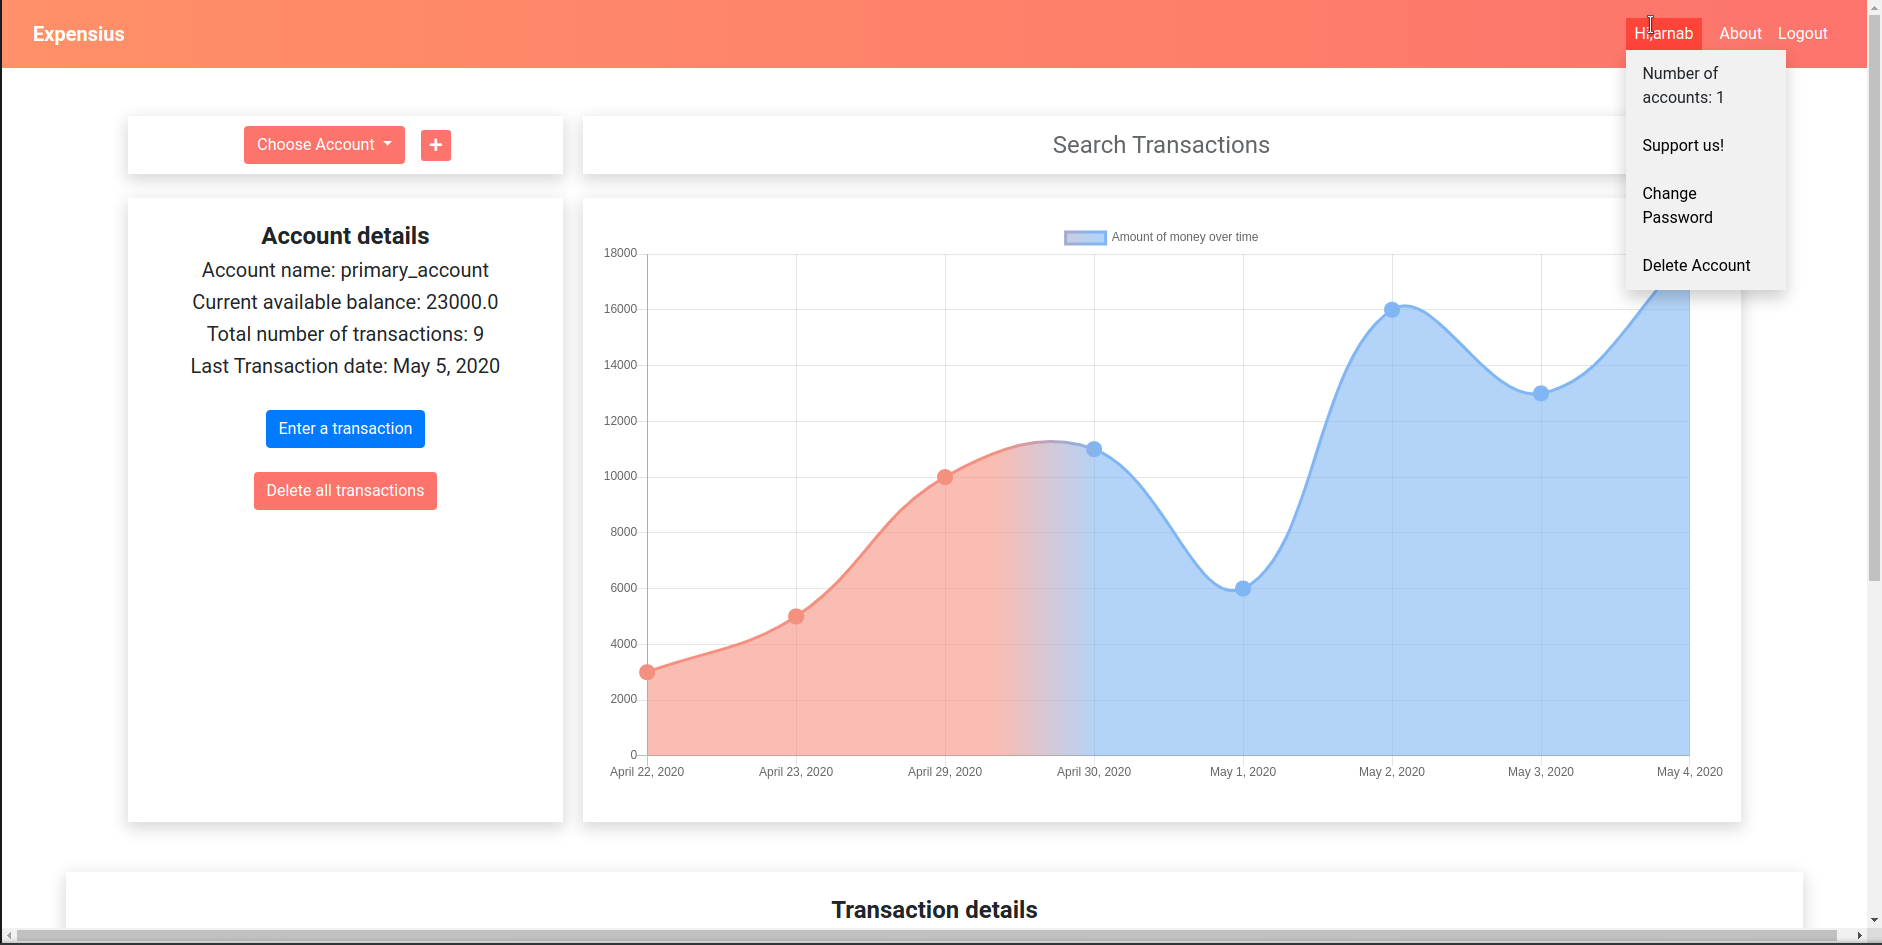 Expensius
Hi,arnab
About
Logout
Number of
accounts: 1
Support us!
Change
Password
Delete Account
Choose Account
+
Search Transactions
Account details
Account name: primary_account
Current available balance: 23000.0
Total number of transactions: 9
Last Transaction date: May 5, 2020
Enter a transaction
Delete all transactions
Amount of money over time
18000
16000
14000
12000
10000
8000
6000
4000
2000
0
April 22, 2020
April 23, 2020
April 29, 2020
April 30, 2020
May 1, 2020
May 2, 2020
May 3, 2020
May 4, 2020
Transaction details